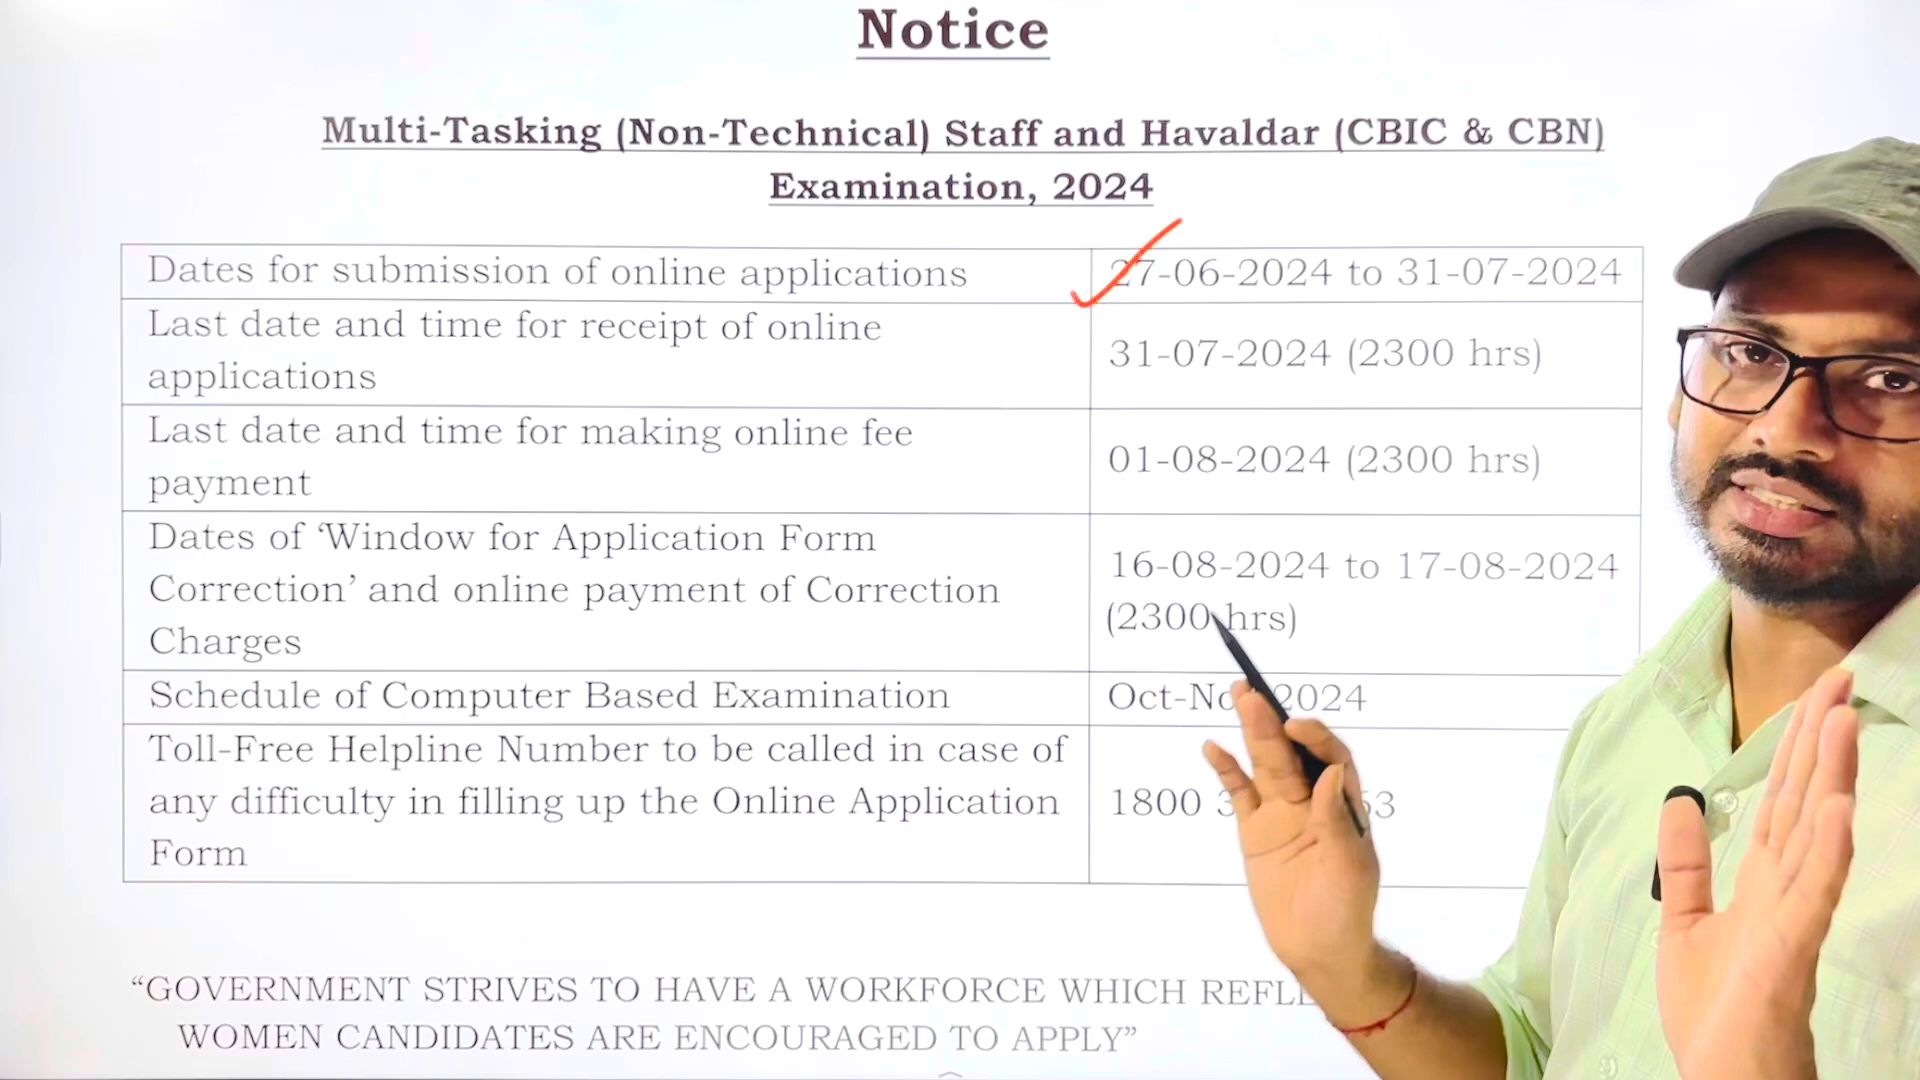 Notice
Multi-Tasking (Non-Technical) Staff and Havaldar (CBIC & CBN)
Examination, 2024
Dates for submission of online applications
27-06-2024 to 31-07-2024
Last date and time for receipt of online
applications
31-07-2024 (2300 hrs)
Last date and time for making online fee
payment
01-08-2024 (2300 hrs)
Dates of ‘Window for Application Form
Correction’ and online payment of Correction
Charges
16-08-2024 to 17-08-2024
(2300 hrs)
Schedule of Computer Based Examination
2024
Toll-Free Helpline Number to be called in case of
any difficulty in filling up the Online Application
Form
1800
“GOVERNMENT STRIVES TO HAVE A WORKFORCE WHICH
WOMEN CANDIDATES ARE ENCOURAGED TO APPLY”